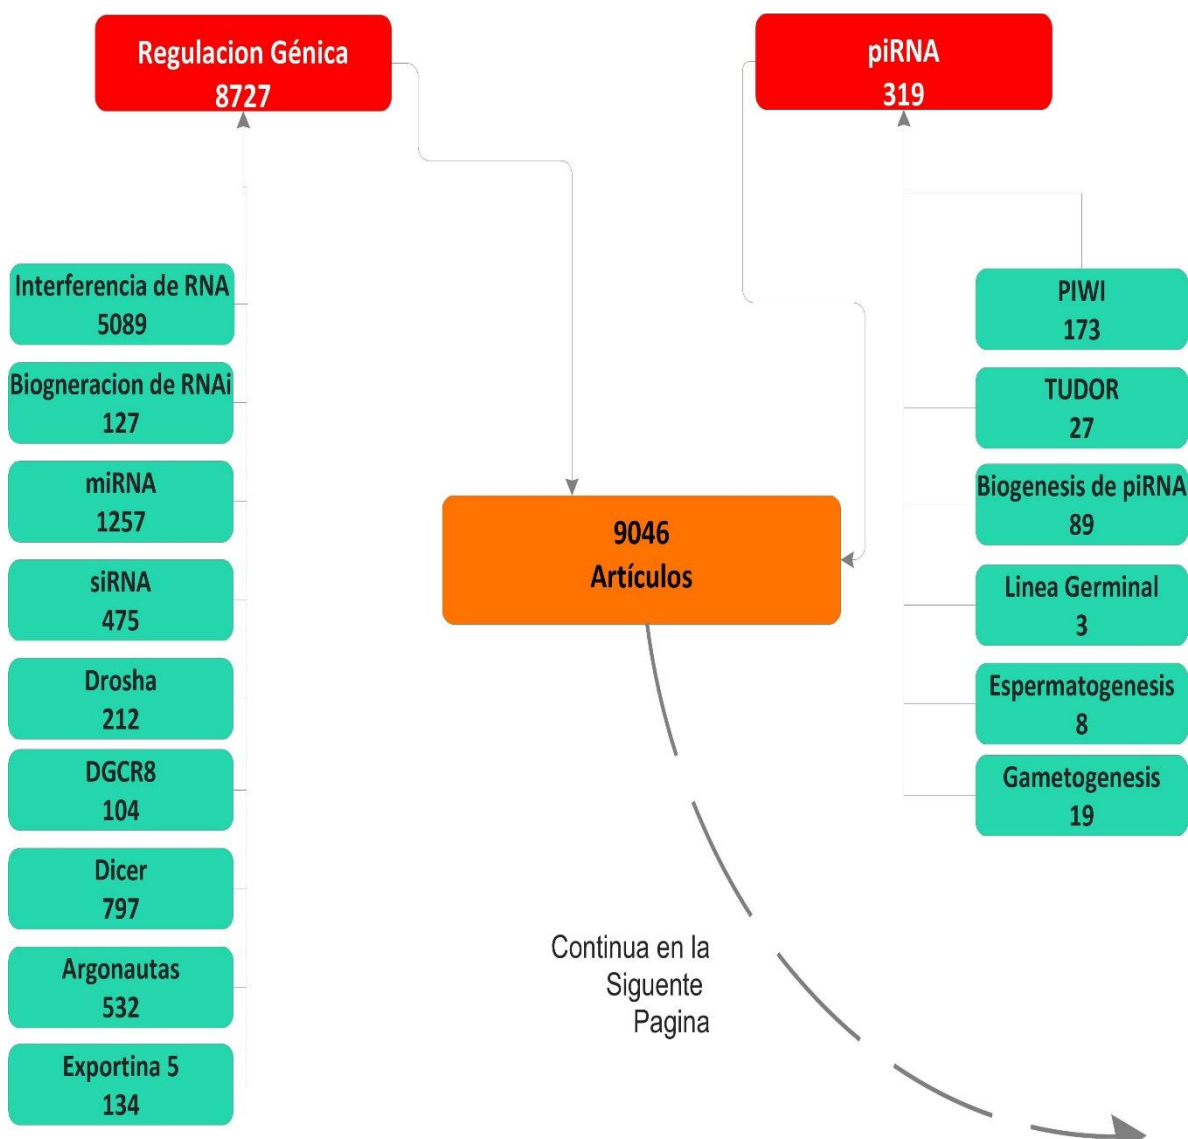 Regulacion Génica
8727
piRNA
319
Interferencia de RNA
5089
Biogneracion de RNAi
127
miRNA
1257
siRNA
475
Drosha
212
DGCR8
104
Dicer
797
Argonautas
532
Exportina 5
134
9046
Artículos
PIWI
173
TUDOR
27
Biogenesis de piRNA
89
Linea Germinal
3
Espermatogenesis
8
Gametogenesis
19
Continua en la
Siguente
Pagina